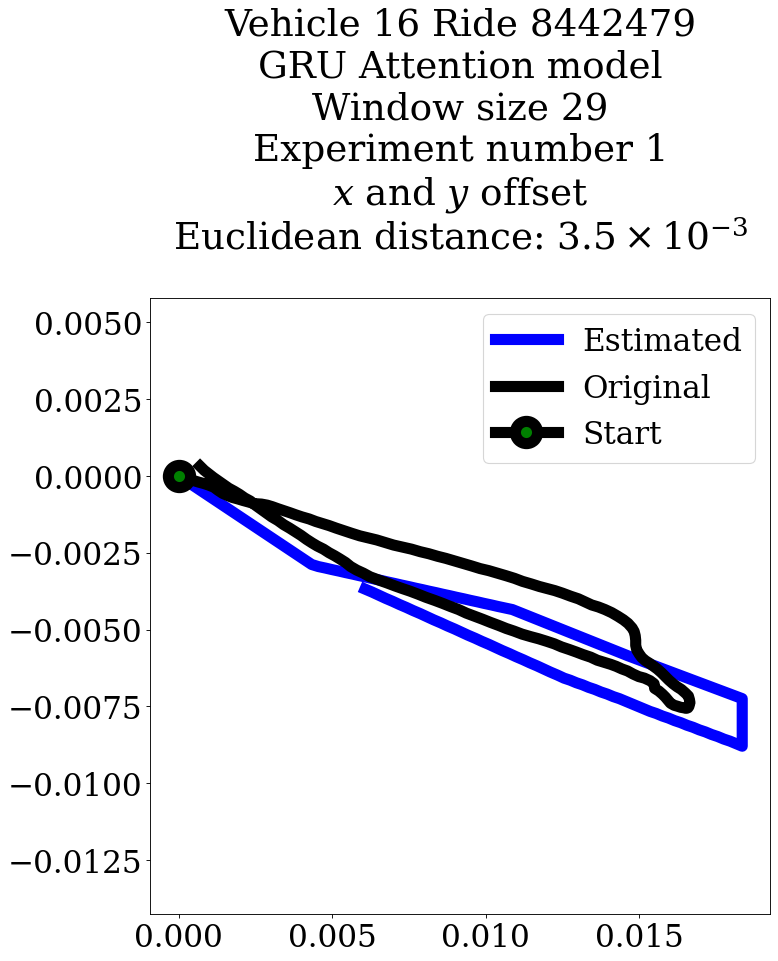 Vehicle 16 Ride 8442479
GRU Attention model
Window size 29
Experiment number 1
x and y offset
Euclidean distance: 3.5 × 10⁻³
Estimated
Original
Start
0.0050
0.0025
0.0000
−0.0025
−0.0050
−0.0075
−0.0100
−0.0125
0.000 0.005 0.010 0.015